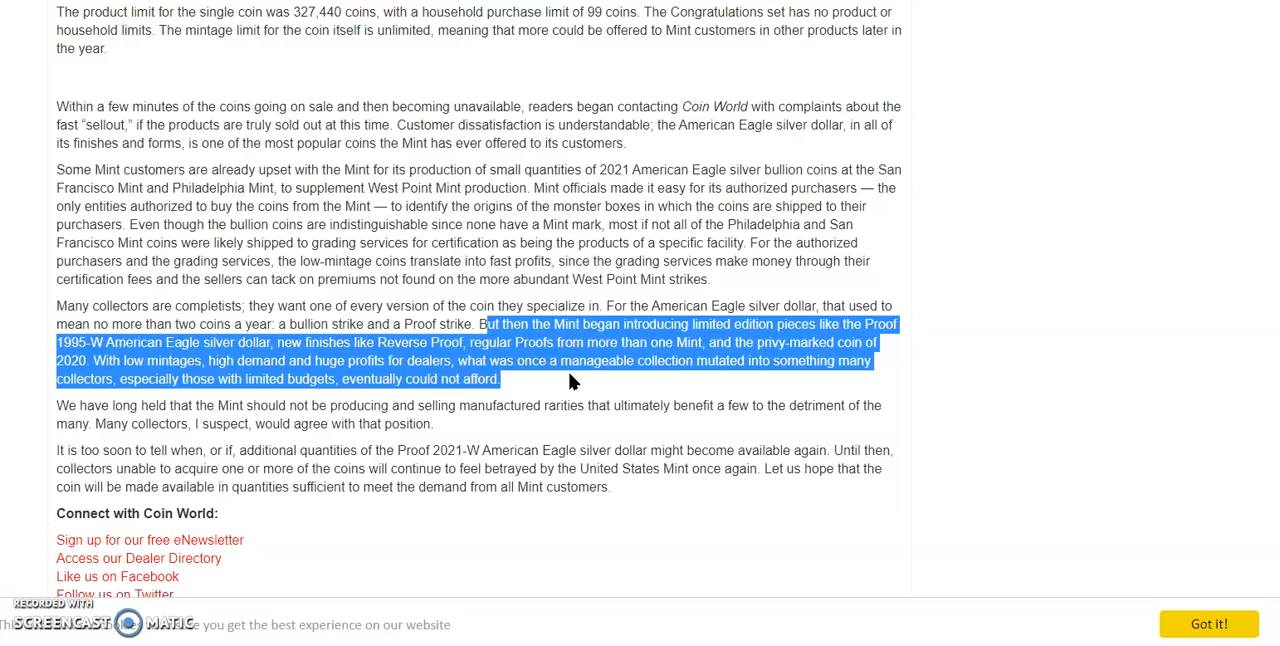 The product limit for the single coin was 327,440 coins, with a household purchase limit of 99 coins. The Congratulations set has no product or
household limits. The mintage limit for the coin itself is unlimited, meaning that more could be offered to Mint customers in other products later in
the year.
Within a few minutes of the coins going on sale and then becoming unavailable, readers began contacting Coin World with complaints about the
fast “sellout,” if the products are truly sold out at this time. Customer dissatisfaction is understandable; the American Eagle silver dollar, in all of
its finishes and forms, is one of the most popular coins the Mint has ever offered to its customers.
Some Mint customers are already upset with the Mint for its production of small quantities of 2021 American Eagle silver bullion coins at the San
Francisco Mint and Philadelphia Mint, to supplement West Point Mint production. Mint officials made it easy for its authorized purchasers — the
only entities authorized to buy the coins from the Mint — to identify the origins of the monster boxes in which the coins are shipped to their
purchasers. Even though the bullion coins are indistinguishable since none have a Mint mark, most if not all of the Philadelphia and San
Francisco Mint coins were likely shipped to grading services for certification as being the products of a specific facility. For the authorized
purchasers and the grading services, the low-mintage coins translate into fast profits, since the grading services make money through their
certification fees and the sellers can tack on premiums not found on the more abundant West Point Mint strikes.
Many collectors are completists; they want one of every version of the coin they specialize in. For the American Eagle silver dollar, that used to
mean no more than two coins a year: a bullion strike and a Proof strike. But then the Mint began introducing limited edition pieces like the Proof
1995-W American Eagle silver dollar, new finishes like Reverse Proof, regular Proofs from more than one Mint, and the privy-marked coin of
2020. With low mintages, high demand and huge profits for dealers, what was once a manageable collection mutated into something many
collectors, especially those with limited budgets, eventually could not afford.
We have long held that the Mint should not be producing and selling manufactured rarities that ultimately benefit a few to the detriment of the
many. Many collectors, I suspect, would agree with that position.
It is too soon to tell when, or if, additional quantities of the Proof 2021-W American Eagle silver dollar might become available again. Until then,
collectors unable to acquire one or more of the coins will continue to feel betrayed by the United States Mint once again. Let us hope that the
coin will be made available in quantities sufficient to meet the demand from all Mint customers.
Connect with Coin World:
Sign up for our free eNewsletter
Access our Dealer Directory
Like us on Facebook
Follow us on Twitter
RECORDED WITH
SCREENCAST MATIC
you get the best experience on our website
Got it!